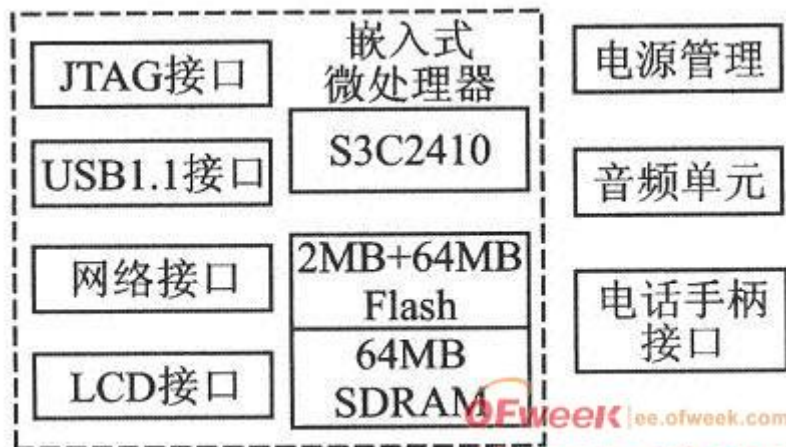 JTAG接口
USB1.1接口
网络接口
LCD接口
嵌入式
微处理器
S3C2410
2MB+64MB
Flash
64MB
SDRAM
电源管理
音频单元
电话手柄
接口
OFweek | ee.ofweek.com